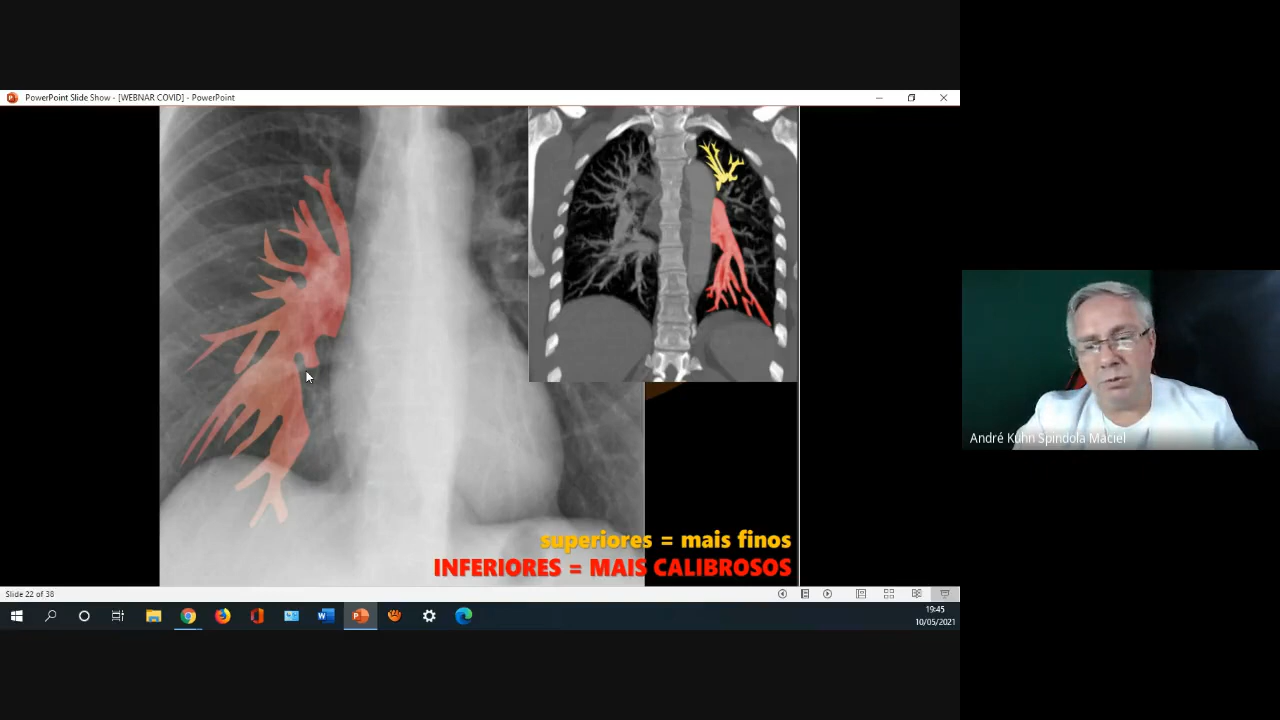 PowerPoint Slide Show - [WEBNAR COVID] - PowerPoint
superiores = mais finos
INFERIORES = MAIS CALIBROSOS
André Kuhn Spindola Maciel
Slide 22 of 38
19:45
10/05/2021